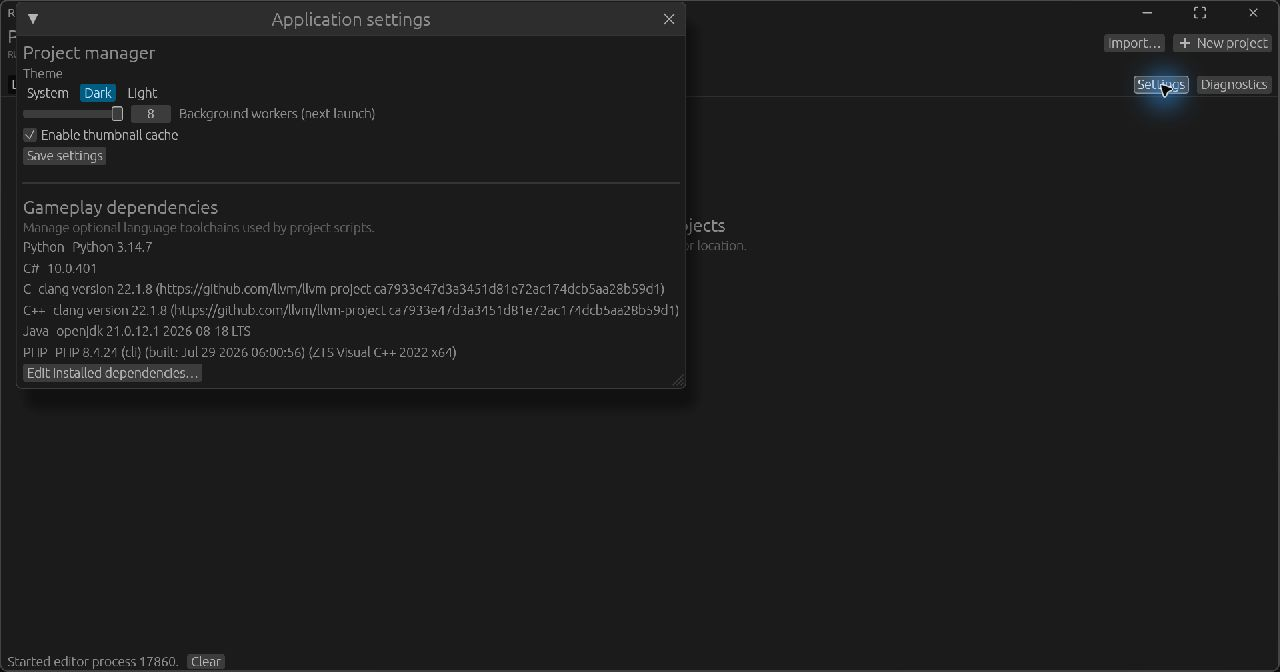 Application settings
Import...
+ New project
Project manager
Theme
System Dark Light
Settings
Diagnostics
8 Background workers (next launch)
Enable thumbnail cache
Save settings
Gameplay dependencies
Manage optional language toolchains used by project scripts.
jects
r location.
Python Python 3.14.7
C# 10.0.401
C clang version 22.1.8 (https://github.com/llvm/llvm-project ca7933e47d3a3451d81e72ac174dcb5aa28b59d1)
C++ clang version 22.1.8 (https://github.com/llvm/llvm-project ca7933e47d3a3451d81e72ac174dcb5aa28b59d1)
Java openjdk 21.0.12.1 2026-08-18 LTS
PHP PHP 8.4.24 (cli) (built: Jul 29 2026 06:00:56) (ZTS Visual C++ 2022 x64)
Edit installed dependencies...
Started editor process 17860. Clear